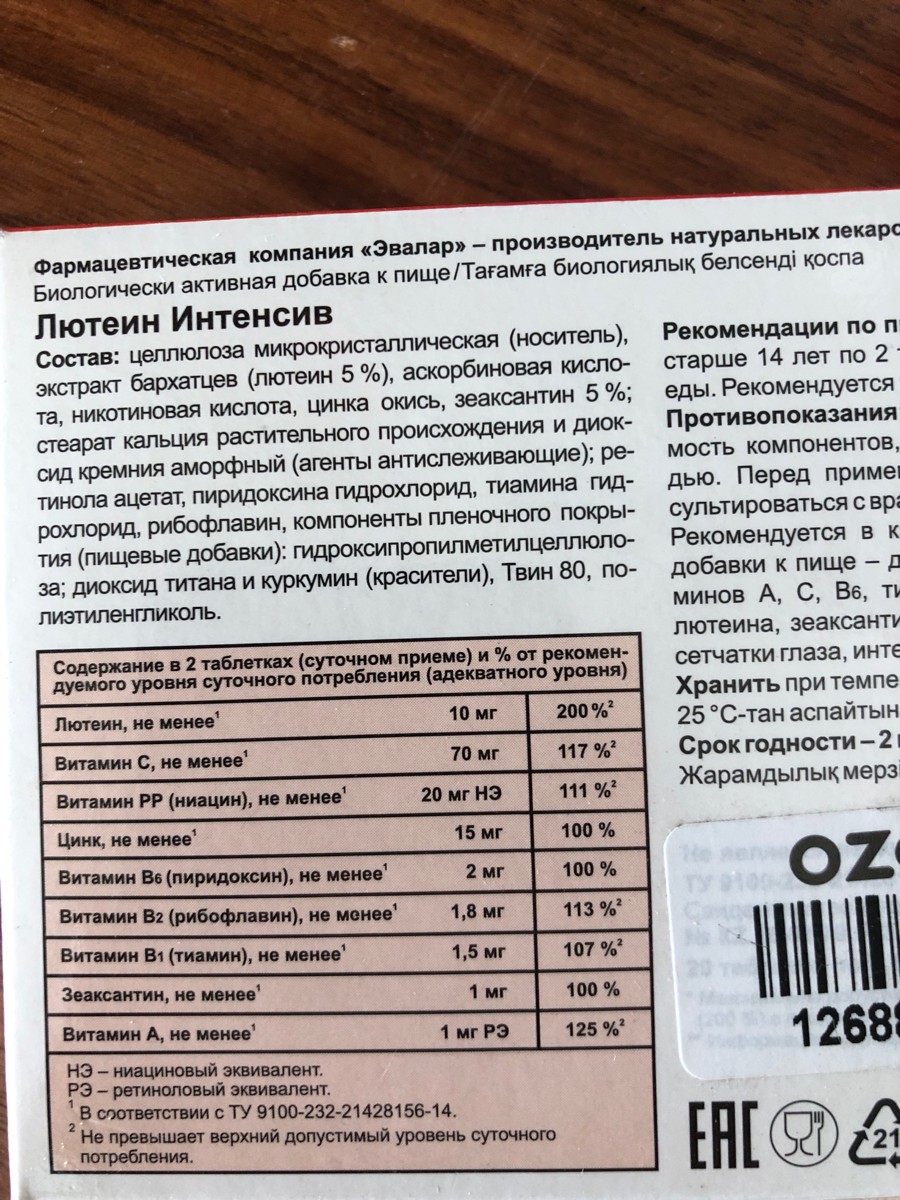 Фармацевтическая компания «Эвалар» – производитель натуральных лекарс
Биологически активная добавка к пище/Тағамға биологиялық белсенді қоспа
Лютеин Интенсив
Состав: целлюлоза микрокристаллическая (носитель),
экстракт бархатцев (лютеин 5 %), аскорбиновая кисло-
та, никотиновая кислота, цинка окись, зеаксантин 5 %;
стеарат кальция растительного происхождения и диок-
сид кремния аморфный (агенты антислеживающие); ре-
тинола ацетат, пиридоксина гидрохлорид, тиамина гид-
рохлорид, рибофлавин, компоненты пленочного покры-
тия (пищевые добавки): гидроксипропилметилцеллюло-
за; диоксид титана и куркумин (красители), Твин 80, по-
лиэтиленгликоль.
Содержание в 2 таблетках (суточном приеме) и % от рекомен-
дуемого уровня суточного потребления (адекватного уровня)
Лютеин, не менее¹ 10 мг 200 %²
Витамин С, не менее¹ 70 мг 117 %²
Витамин РР (ниацин), не менее¹ 20 мг НЭ 111 %²
Цинк, не менее¹ 15 мг 100 %
Витамин В6 (пиридоксин), не менее¹ 2 мг 100 %
Витамин В2 (рибофлавин), не менее¹ 1,8 мг 113 %²
Витамин В1 (тиамин), не менее¹ 1,5 мг 107 %²
Зеаксантин, не менее¹ 1 мг 100 %
Витамин А, не менее¹ 1 мг РЭ 125 %²
НЭ – ниациновый эквивалент.
РЭ – ретиноловый эквивалент.
¹ В соответствии с ТУ 9100-232-21428156-14.
² Не превышает верхний допустимый уровень суточного
потребления.
Рекомендации по п
старше 14 лет по 2
еды. Рекомендуется
Противопоказания
мость компонентов,
дью. Перед приме
сультироваться с вра
Рекомендуется в к
добавки к пище – д
минов А, С, В6, ти
лютеина, зеаксанти
сетчатки глаза, инте
Хранить при темпе
25 °С-тан аспайтын
Срок годности – 2
Жарамдылық мерзі
Не явля
ТУ 9100-232
OZ
1268
EAC
21